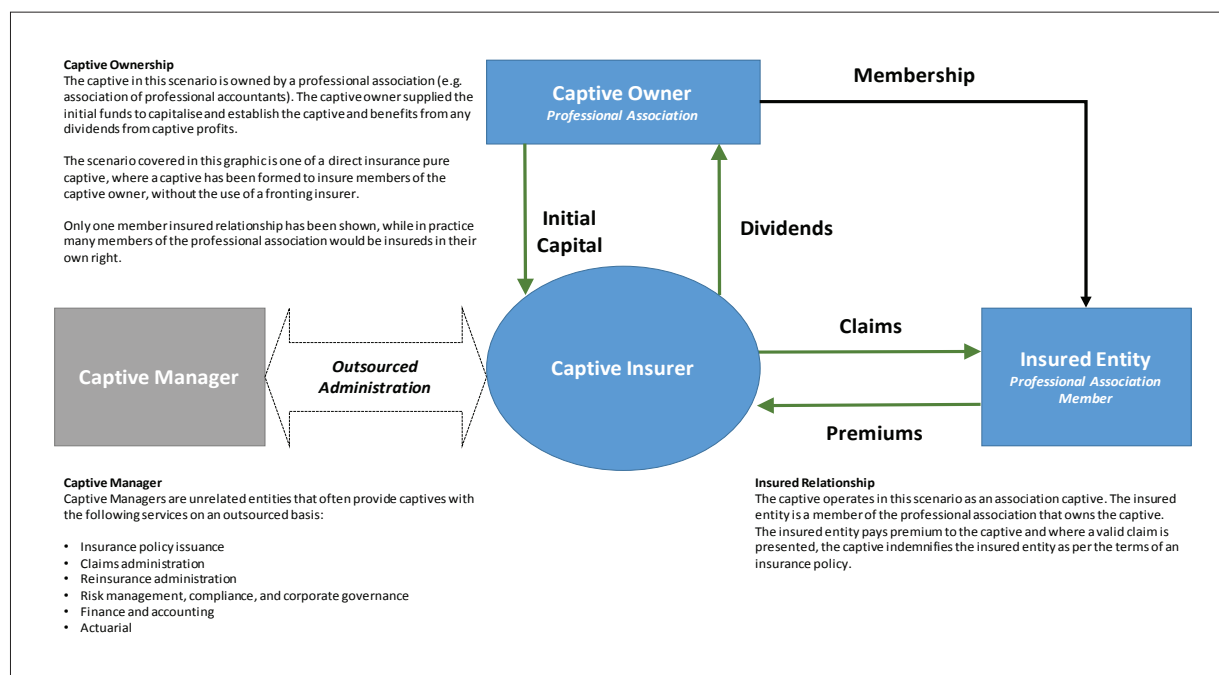 Captive Ownership
The captive in this scenario is owned by a professional association (e.g.
association of professional accountants). The captive owner supplied the
initial funds to capitalise and establish the captive and benefits from any
dividends from captive profits.
The scenario covered in this graphic is one of a direct insurance pure
captive, where a captive has been formed to insure members of the
captive owner, without the use of a fronting insurer.
Only one member insured relationship has been shown, while in practice
many members of the professional association would be insureds in their
own right.
Captive Owner
Professional Association
Membership
Initial
Capital
Dividends
Captive Manager
Outsourced
Administration
Captive Insurer
Claims
Premiums
Insured Entity
Professional Association
Member
Captive Manager
Captive Managers are unrelated entities that often provide captives with
the following services on an outsourced basis:
• Insurance policy issuance
• Claims administration
• Reinsurance administration
• Risk management, compliance, and corporate governance
• Finance and accounting
• Actuarial
Insured Relationship
The captive operates in this scenario as an association captive. The insured
entity is a member of the professional association that owns the captive.
The insured entity pays premium to the captive and where a valid claim is
presented, the captive indemnifies the insured entity as per the terms of an
insurance policy.